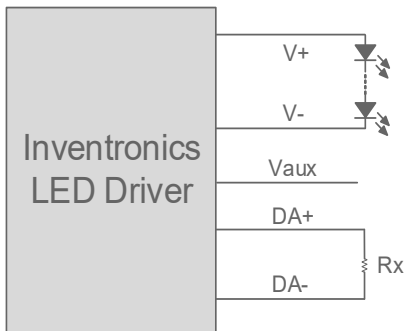 Inventronics
LED Driver
V+
V-
Vaux
DA+
Rx
DA-